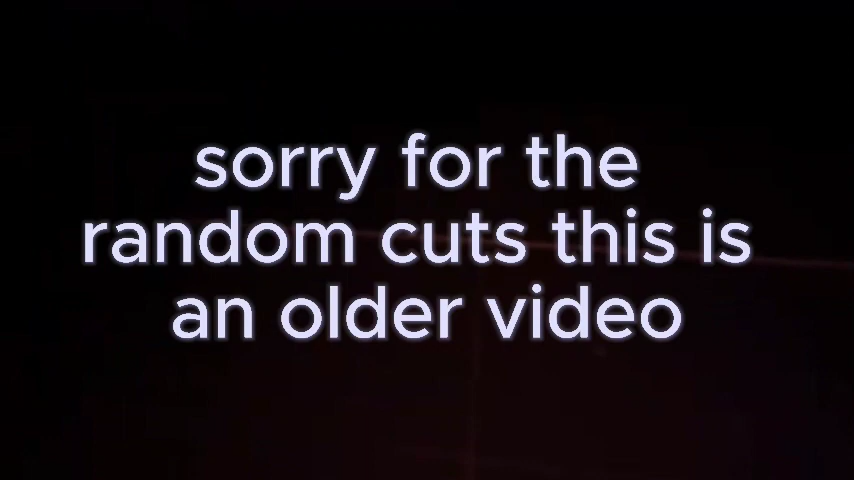 sorry for the
random cuts this is
an older video